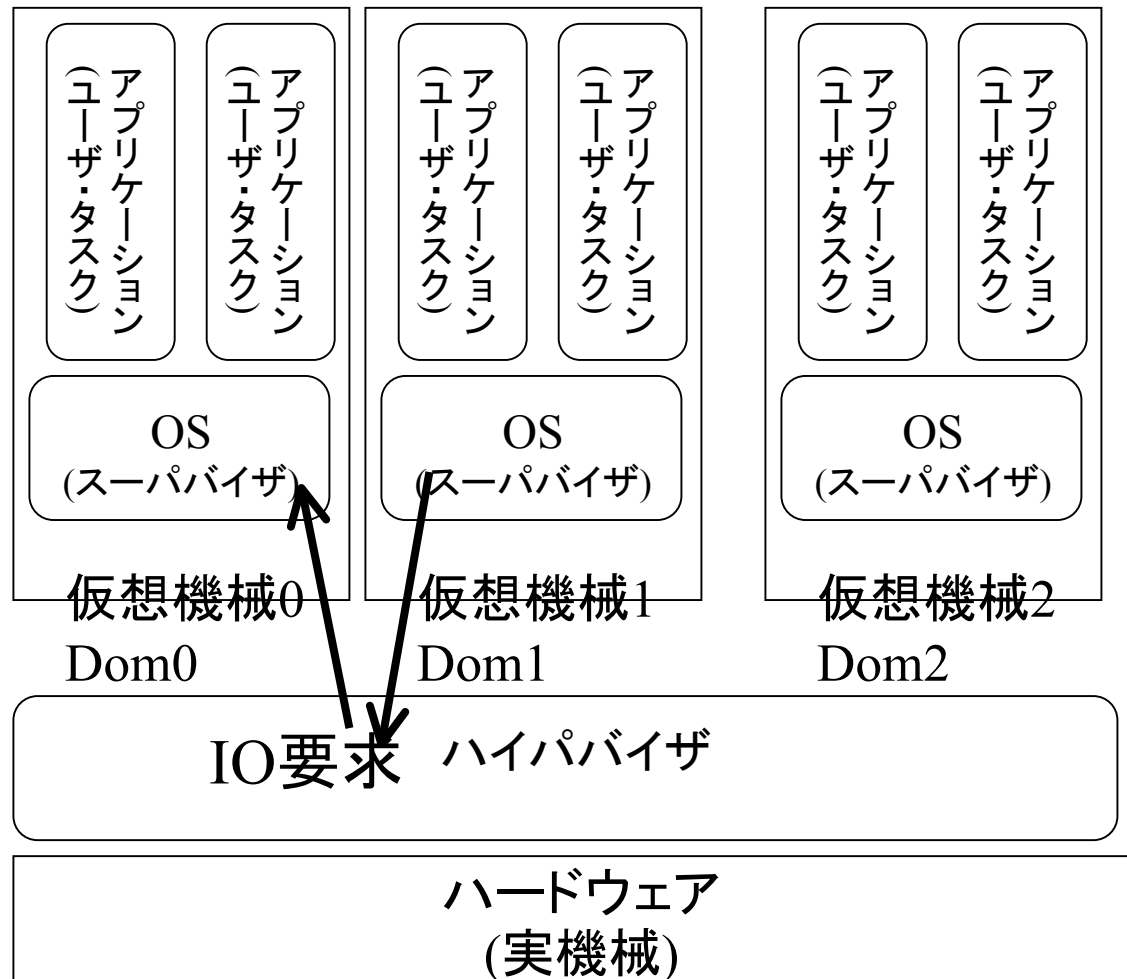 アプリケーション
(ユーザ・タスク)
アプリケーション
(ユーザ・タスク)
アプリケーション
(ユーザ・タスク)
アプリケーション
(ユーザ・タスク)
アプリケーション
(ユーザ・タスク)
アプリケーション
(ユーザ・タスク)
OS
(スーパバイザ)
OS
(スーパバイザ)
OS
(スーパバイザ)
仮想機械0
Dom0
仮想機械1
Dom1
仮想機械2
Dom2
IO要求
ハイパバイザ
ハードウェア
(実機械)